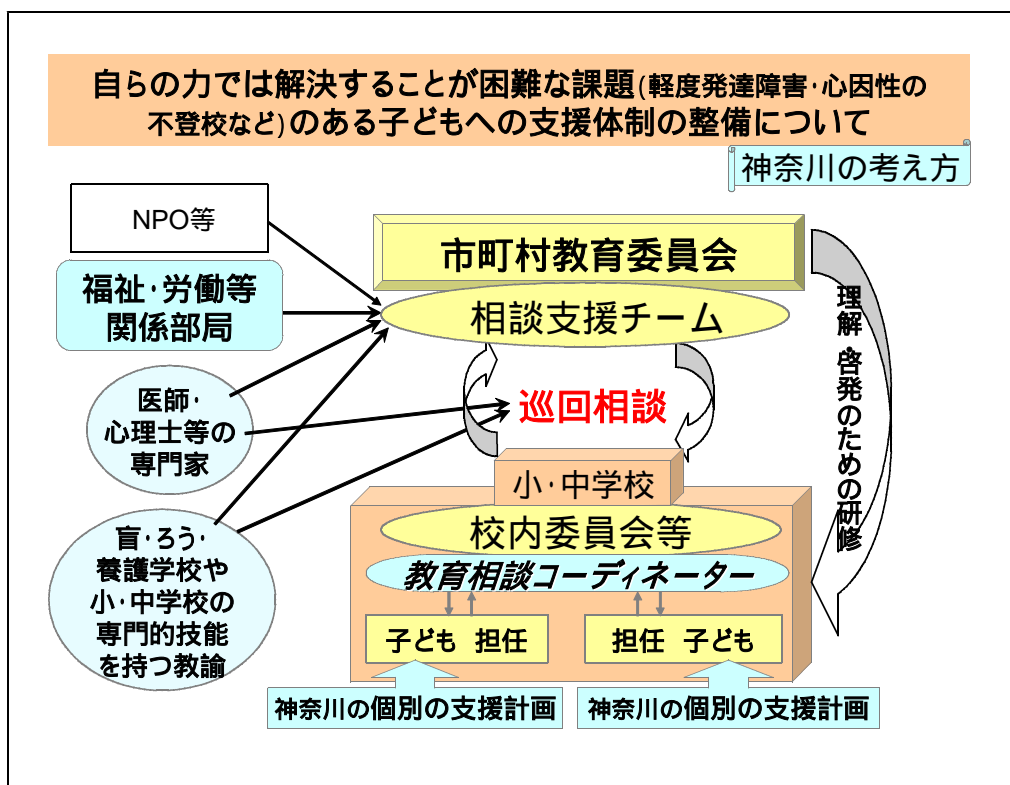 自らの力では解決することが困難な課題(軽度発達障害・心因性の
不登校など)のある子どもへの支援体制の整備について
神奈川の考え方
NPO等
市町村教育委員会
福祉・労働等
関係部局
相談支援チーム
理解・啓発のための研修
医師・
心理士等の
専門家
巡回相談
小・中学校
校内委員会等
盲・ろう・
養護学校や
小・中学校の
専門的技能
を持つ教諭
教育相談コーディネーター
子ども 担任
担任 子ども
神奈川の個別の支援計画
神奈川の個別の支援計画